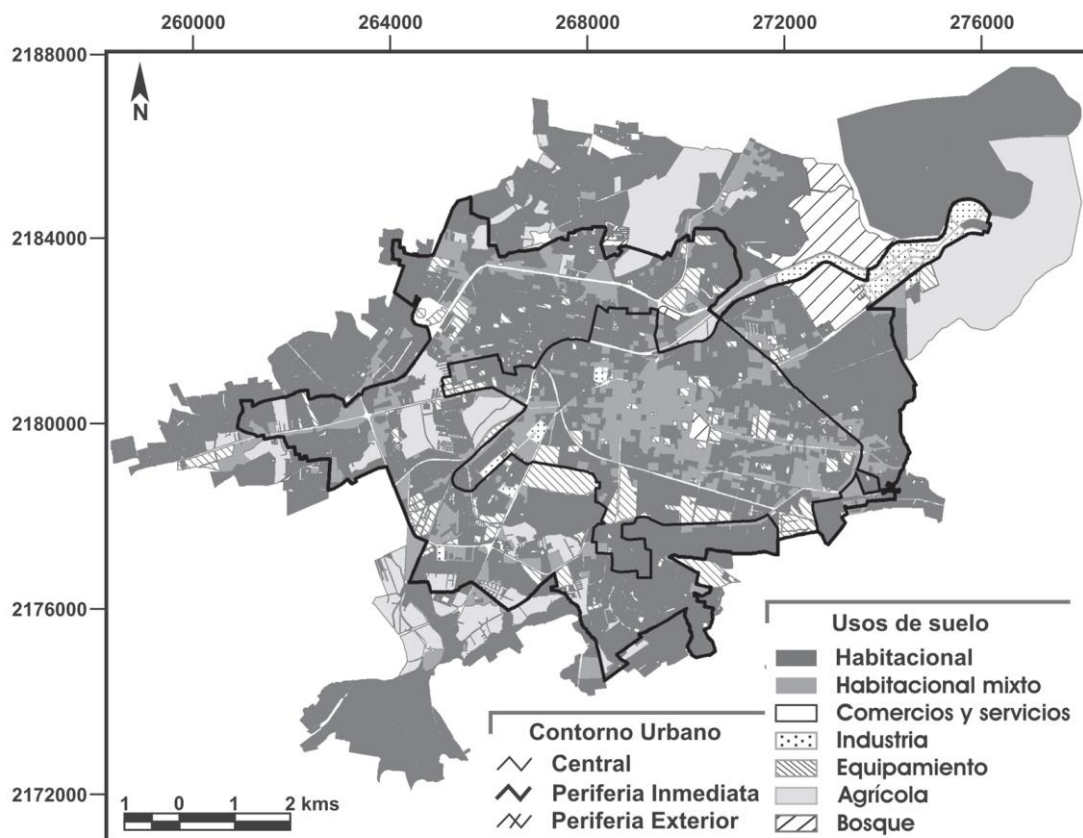 260000 264000 268000 272000 276000
2188000
N
2184000
2180000
2176000
2172000
Usos de suelo
Habitacional
Habitacional mixto
Comercios y servicios
Industria
Equipamiento
Agrícola
Bosque
Contorno Urbano
Central
Periferia Inmediata
Periferia Exterior
1 0 1 2 kms